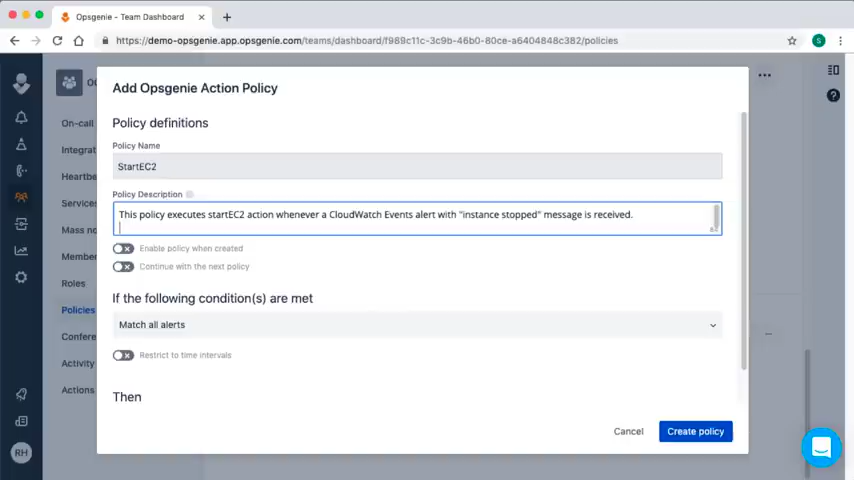 Opsgenie - Team Dashboard
https://demo-opsgenie.app.opsgenie.com/teams/dashboard/f989c11c-3c9b-46b0-80ce-a6404848c382/policies
S
Add Opsgenie Action Policy
Policy definitions
Policy Name
StartEC2
Policy Description
This policy executes startEC2 action whenever a CloudWatch Events alert with "instance stopped" message is received.
Enable policy when created
Continue with the next policy
If the following condition(s) are met
Match all alerts
Restrict to time intervals
Then
Cancel
Create policy
On-call
Integrat
Heartbe
Services
Mass no
Member
Roles
Policies
Confere
Activity
Actions
RH